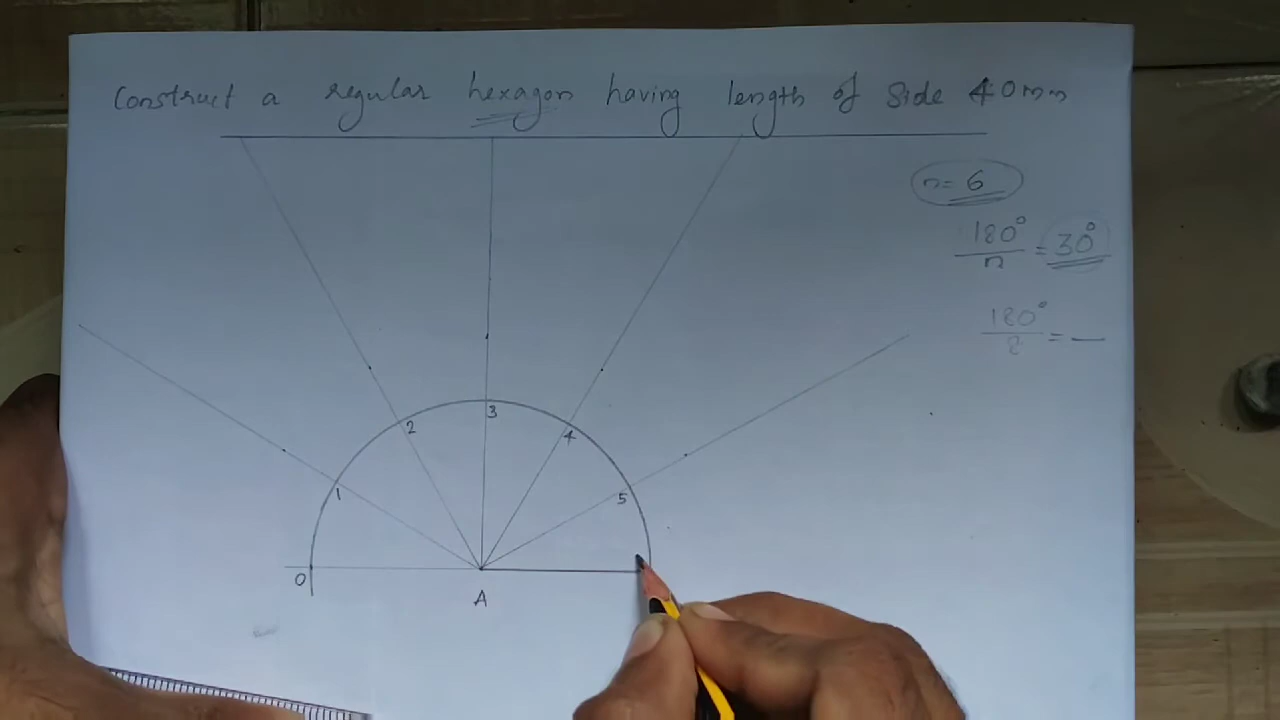 Construct a regular hexagon having length of side 40mm
n= 6
180°
n
= 30°
180°
8
= —
3
2
4
1
5
0
A